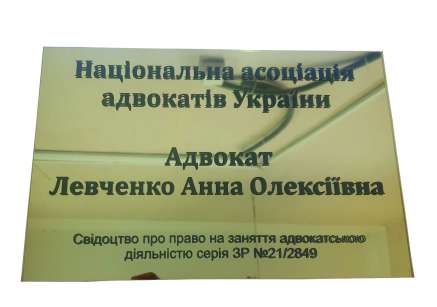 Національна асоціація
адвокатів України
Адвокат
Левченко Анна Олексіївна
Свідоцтво про право на заняття адвокатською
діяльністю серія ЗР №21/2849